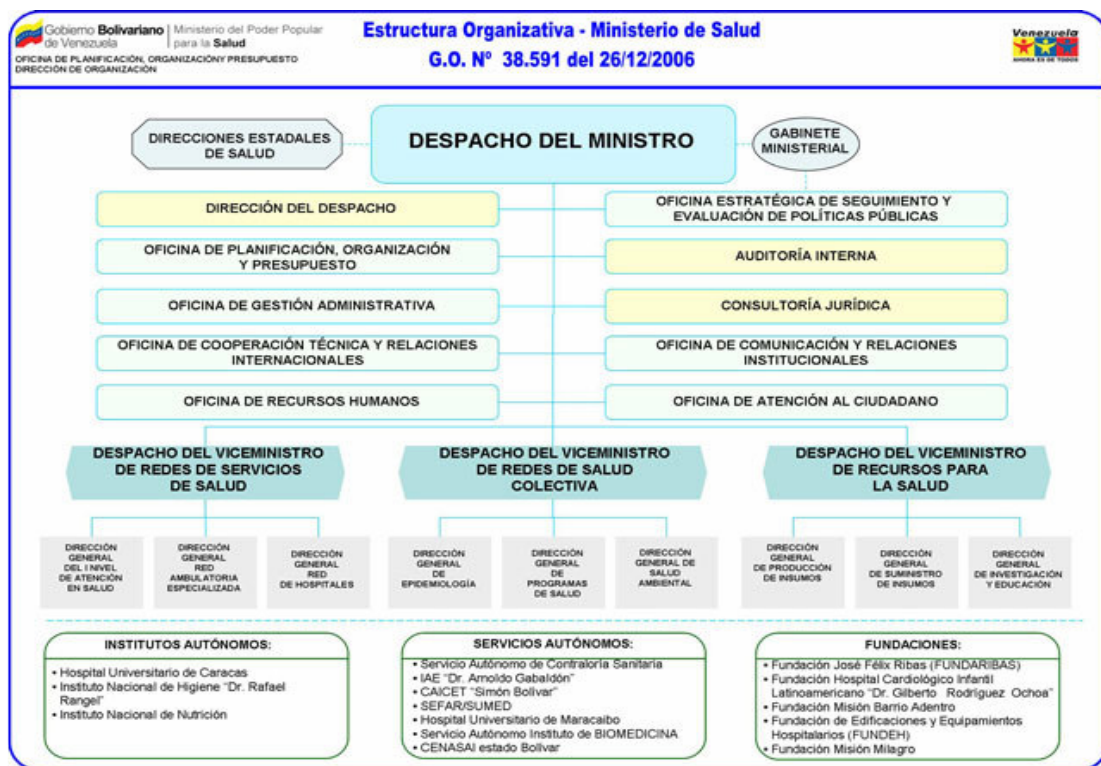 Gobierno Bolivariano
de Venezuela
Ministerio del Poder Popular
para la Salud
OFICINA DE PLANIFICACIÓN, ORGANIZACIÓNY PRESUPUESTO
DIRECCIÓN DE ORGANIZACIÓN
Estructura Organizativa - Ministerio de Salud
G.O. Nº 38.591 del 26/12/2006
Venezuela
AHORA ES DE TODOS
DIRECCIONES ESTADALES
DE SALUD
DESPACHO DEL MINISTRO
GABINETE
MINISTERIAL
DIRECCIÓN DEL DESPACHO
OFICINA ESTRATÉGICA DE SEGUIMIENTO Y
EVALUACIÓN DE POLÍTICAS PÚBLICAS
OFICINA DE PLANIFICACIÓN, ORGANIZACIÓN
Y PRESUPUESTO
AUDITORÍA INTERNA
OFICINA DE GESTIÓN ADMINISTRATIVA
CONSULTORÍA JURÍDICA
OFICINA DE COOPERACIÓN TÉCNICA Y RELACIONES
INTERNACIONALES
OFICINA DE COMUNICACIÓN Y RELACIONES
INSTITUCIONALES
OFICINA DE RECURSOS HUMANOS
OFICINA DE ATENCIÓN AL CIUDADANO
DESPACHO DEL VICEMINISTRO
DE REDES DE SERVICIOS
DE SALUD
DESPACHO DEL VICEMINISTRO
DE REDES DE SALUD
COLECTIVA
DESPACHO DEL VICEMINISTRO
DE RECURSOS PARA
LA SALUD
DIRECCIÓN
GENERAL
DEL I NIVEL
DE ATENCIÓN
EN SALUD
DIRECCIÓN
GENERAL
RED
AMBULATORIA
ESPECIALIZADA
DIRECCIÓN
GENERAL
RED
DE HOSPITALES
DIRECCIÓN
GENERAL
DE
EPIDEMIOLOGÍA
DIRECCIÓN
GENERAL
DE
PROGRAMAS
DE SALUD
DIRECCIÓN
GENERAL DE
SALUD
AMBIENTAL
DIRECCIÓN
GENERAL
DE PRODUCCIÓN
DE INSUMOS
DIRECCIÓN
GENERAL
DE SUMINISTRO
DE INSUMOS
DIRECCIÓN
GENERAL
DE INVESTIGACIÓN
Y EDUCACIÓN
INSTITUTOS AUTÓNOMOS:
• Hospital Universitario de Caracas
• Instituto Nacional de Higiene “Dr. Rafael
Rangel”
• Instituto Nacional de Nutrición
SERVICIOS AUTÓNOMOS:
• Servicio Autónomo de Contraloría Sanitaria
• IAE “Dr. Arnoldo Gabaldón”
• CAICET “Simón Bolívar”
• SEFAR/SUMED
• Hospital Universitario de Maracaibo
• Servicio Autónomo Instituto de BIOMEDICINA
• CENASAI estado Bolívar
FUNDACIONES:
• Fundación José Félix Ribas (FUNDARIBAS)
• Fundación Hospital Cardiológico Infantil
Latinoamericano “Dr. Gilberto Rodríguez Ochoa”
• Fundación Misión Barrio Adentro
• Fundación de Edificaciones y Equipamientos
Hospitalarios (FUNDEH)
• Fundación Misión Milagro